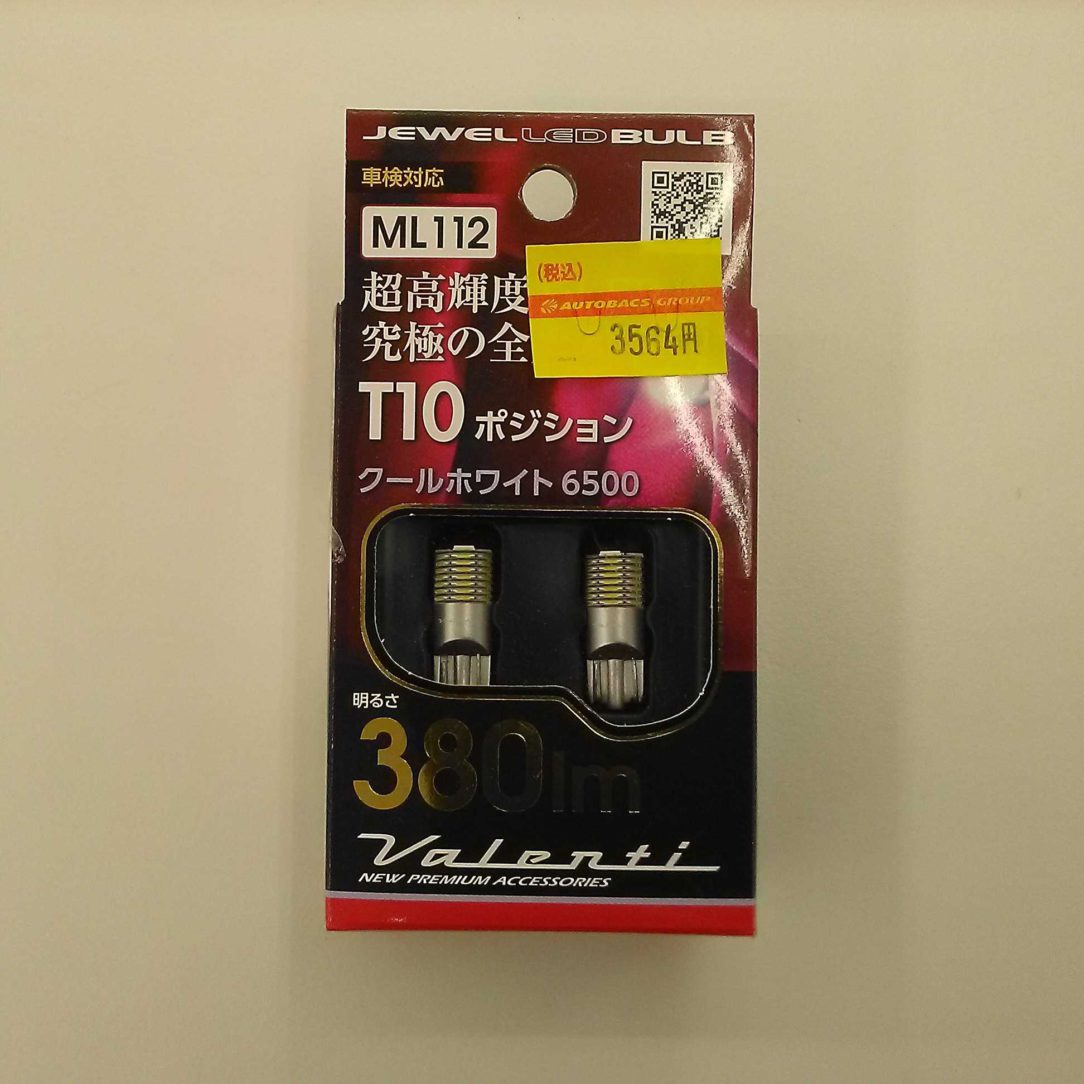 JEWEL LED BULB
車検対応
ML112
(税込)
AUTOBACS GROUP
3564円
超高輝度
究極の全
T10 ポジション
クールホワイト 6500
明るさ
380lm
Valenti
NEW PREMIUM ACCESSORIES